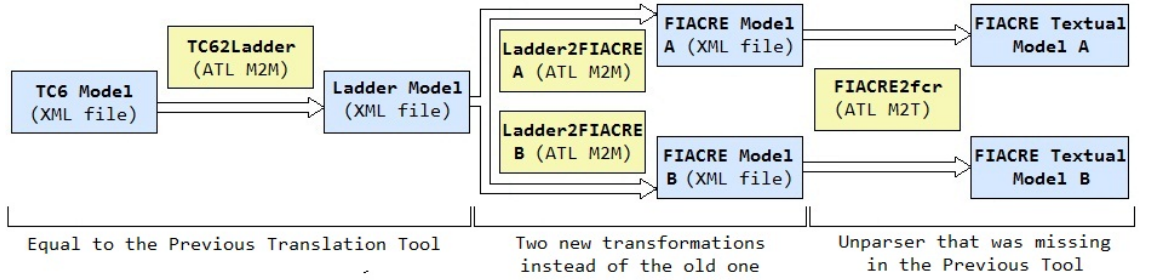 TC6 Model
(XML file)
TC62Ladder
(ATL M2M)
Ladder Model
(XML file)
Ladder2FIACRE
A (ATL M2M)
Ladder2FIACRE
B (ATL M2M)
FIACRE Model
A (XML file)
FIACRE Model
B (XML file)
FIACRE2fcr
(ATL M2T)
FIACRE Textual
Model A
FIACRE Textual
Model B
Equal to the Previous Translation Tool
Two new transformations
instead of the old one
Unparser that was missing
in the Previous Tool